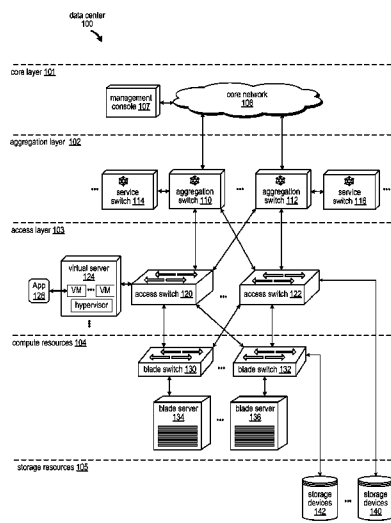 data center
100
core layer 101
management
console
107
core network
106
aggregation layer 102
service
switch 114
aggregation
switch 110
aggregation
switch 112
service
switch 116
access layer 103
virtual server
124
App
126
VM
VM
hypervisor
access switch 120
access switch 122
compute resources 104
blade switch 130
blade switch 132
blade server
134
blade server
136
storage resources 105
storage
devices
142
storage
devices
140